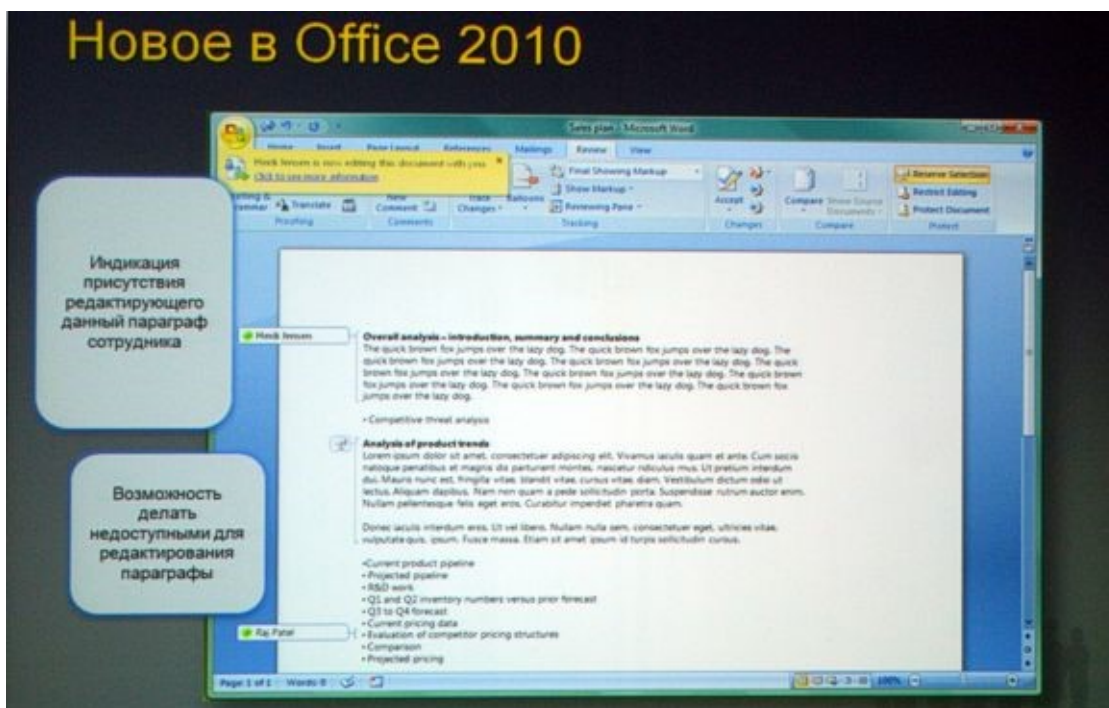 Новое в Office 2010
Sales plan - Microsoft Word
Home Insert Page Layout References Mailings Review View
Henk Jensen is now editing this document with you
Click to see more information
Final Showing Markup
Show Markup
Reviewing Pane
Translate
New Comment
Track Changes
Balloons
Accept
Compare
Show Source Documents
Reserve Selection
Restrict Editing
Protect Document
Proofing Comments Tracking Changes Compare Protect
Индикация
присутствия
редактирующего
данный параграф
сотрудника
Возможность
делать
недоступными для
редактирования
параграфы
Raj Patel
Overall analysis – introduction, summary and conclusions
The quick brown fox jumps over the lazy dog. The quick brown fox jumps over the lazy dog. The
quick brown fox jumps over the lazy dog. The quick brown fox jumps over the lazy dog. The quick
brown fox jumps over the lazy dog. The quick brown fox jumps over the lazy dog. The quick brown
fox jumps over the lazy dog. The quick brown fox jumps over the lazy dog. The quick brown fox
jumps over the lazy dog.
• Competitive threat analysis
Analysis of product trends
Lorem ipsum dolor sit amet, consectetuer adipiscing elit. Vivamus iaculis quam et ante. Cum sociis
natoque penatibus et magnis dis parturient montes, nascetur ridiculus mus. Ut pretium interdum
dui. Mauris nunc est, fringilla vitae, blandit vitae, cursus vitae, diam. Vestibulum dictum odio ut
lectus. Aliquam dapibus. Nam non quam a pede sollicitudin porta. Suspendisse rutrum auctor enim.
Nullam pellentesque felis eget eros. Curabitur imperdiet pharetra quam.
Donec iaculis interdum eros. Ut vel libero. Nullam nulla sem, consectetuer eget, ultricies vitae,
vulputate quis, ipsum. Fusce massa. Etiam sit amet ipsum id turpis sollicitudin cursus.
•Current product pipeline
• Projected pipeline
• R&D work
• Q1 and Q2 inventory numbers versus prior forecast
• Q3 to Q4 forecast
• Current pricing data
• Evaluation of competitor pricing structures
• Comparison
• Projected pricing
Page: 1 of 1 Words: 0
100%